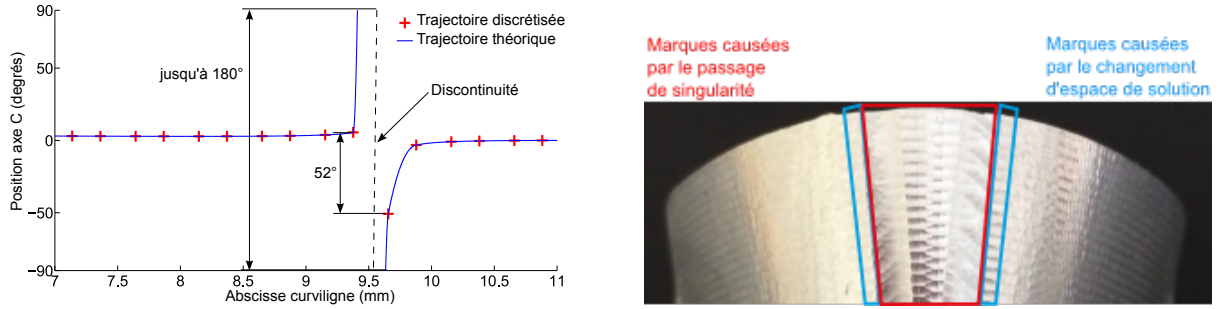 90
50
0
−50
−90
Position axe C (degrés)
Trajectoire discrétisée
Trajectoire théorique
jusqu'à 180°
Discontinuité
52°
7
7.5
8
8.5
9
9.5
10
10.5
11
Abscisse curviligne (mm)
Marques causées
par le passage
de singularité
Marques causées
par le changement
d'espace de solution